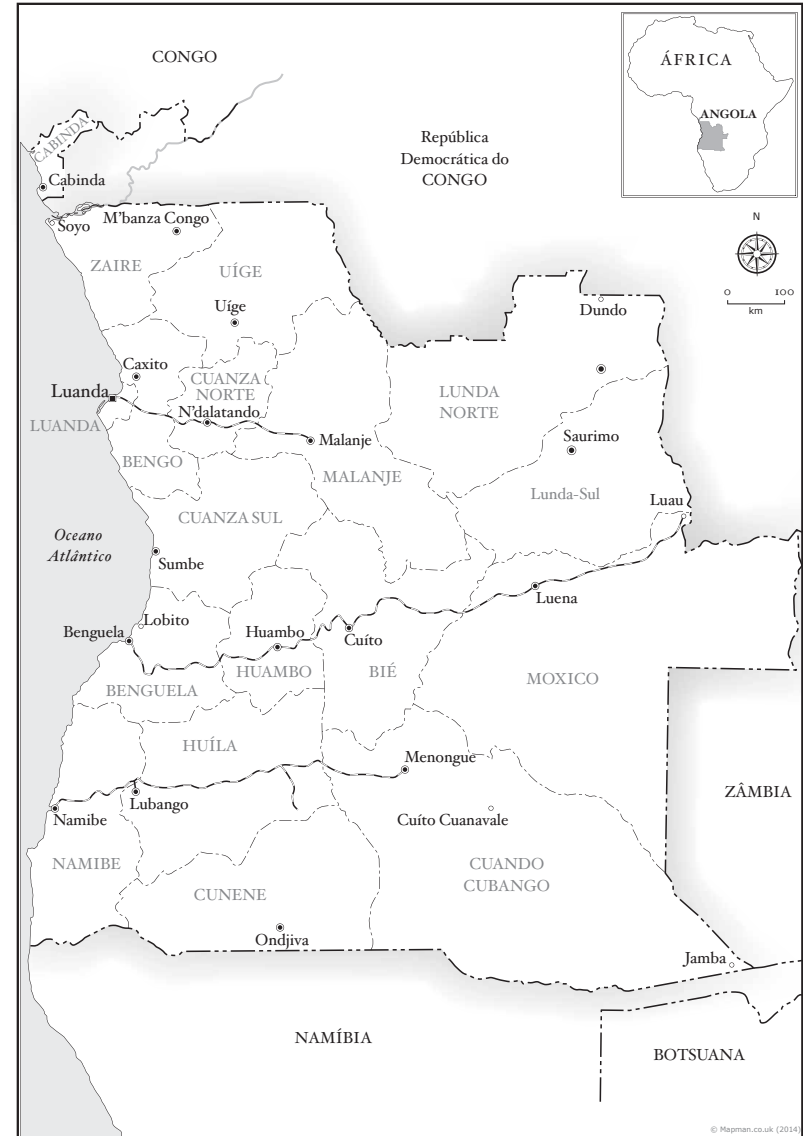 CONGO
ÁFRICA
ANGOLA
República
Democrática do
CONGO
CABINDA
Cabinda
Soyo
M'banza Congo
N
ZAIRE
UÍGE
0 100
km
Uíge
Dundo
Caxito
CUANZA
NORTE
LUNDA
NORTE
Luanda
N'dalatando
LUANDA
Malanje
Saurimo
BENGO
MALANJE
Lunda-Sul
Luau
CUANZA SUL
Oceano
Atlântico
Sumbe
Luena
Lobito
Benguela
Huambo
Cuíto
HUAMBO
BIÉ
MOXICO
BENGUELA
HUÍLA
Menongue
ZÂMBIA
Lubango
Namibe
Cuíto Cuanavale
NAMIBE
CUANDO
CUBANGO
CUNENE
Ondjiva
Jamba
NAMÍBIA
BOTSUANA
© Mapman.co.uk (2014)